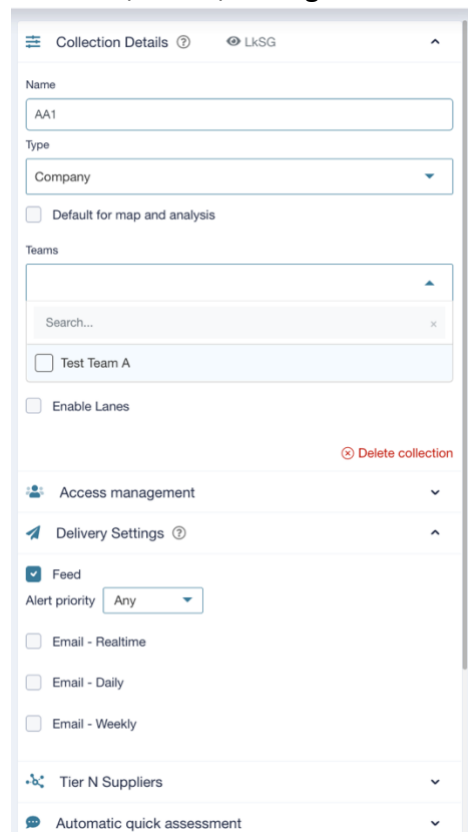 Collection Details ? LkSG
Name
AA1
Type
Company
Default for map and analysis
Teams
Search... ×
Test Team A
Enable Lanes
Delete collection
Access management
Delivery Settings ?
Feed
Alert priority Any
Email - Realtime
Email - Daily
Email - Weekly
Tier N Suppliers
Automatic quick assessment